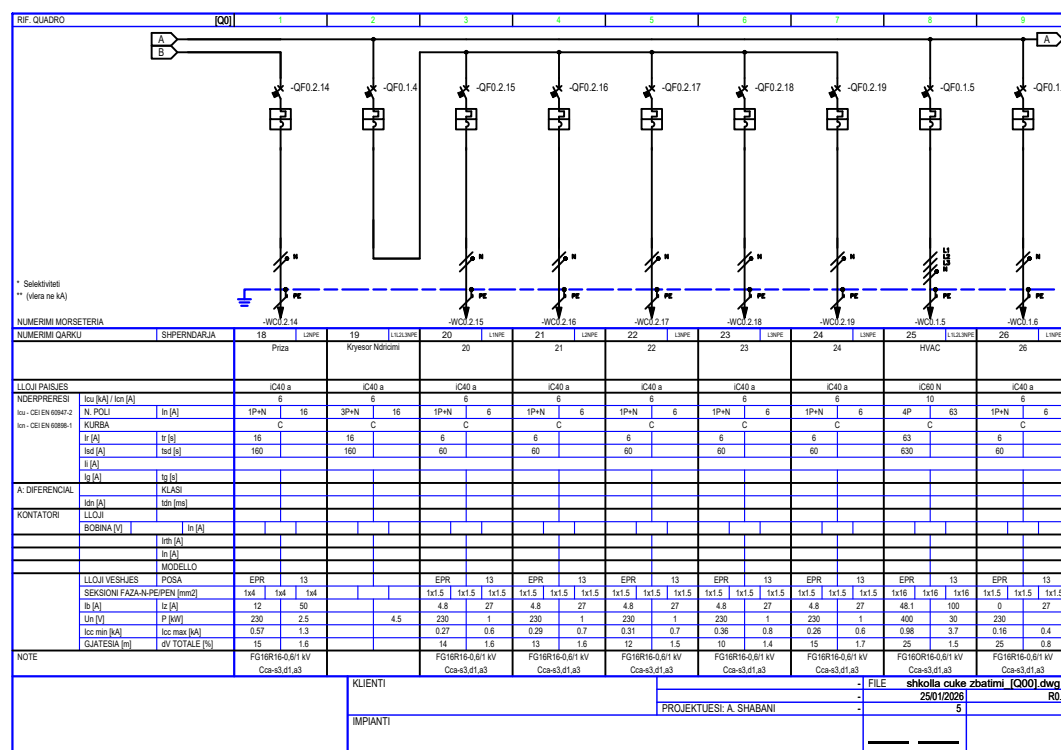 RIF. QUADRO [Q0] 1 2 3 4 5 6 7 8 9
A A
B
-QF0.2.14 -QF0.1.4 -QF0.2.15 -QF0.2.16 -QF0.2.17 -QF0.2.18 -QF0.2.19 -QF0.1.5 -QF0.1.
N N N N N N N
* Selektiviteti
** (vlera ne kA)
PE PE PE PE PE PE PE PE
NUMERIMI MORSETERIA -WC0.2.14 -WC0.2.15 -WC0.2.16 -WC0.2.17 -WC0.2.18 -WC0.2.19 -WC0.1.5 -WC0.1.6
NUMERIMI QARKU SHPERNDARJA 18 L2NPE 19 L1L2L3NPE 20 L1NPE 21 L2NPE 22 L3NPE 23 L2NPE 24 L3NPE 25 L1L2L3NPE 26 L1NPE
Priza Kryesor Ndricimi 20 21 22 23 24 HVAC 26
LLOJI PAISJES iC40 a iC40 a iC40 a iC40 a iC40 a iC40 a iC40 a iC60 N iC40 a
NDERPRERESI Icu [kA] / Icn [A] 6 6 6 6 6 6 6 10 6
Icu - CEI EN 60947-2 N. POLI In [A] 1P+N 16 3P+N 16 1P+N 6 1P+N 6 1P+N 6 1P+N 6 1P+N 6 4P 63 1P+N 6
Icn - CEI EN 60898-1 KURBA C C C C C C C C C
Ir [A] tr [s] 16 16 6 6 6 6 6 63 6
Isd [A] tsd [s] 160 160 60 60 60 60 60 630 60
Ii [A]
Ig [A] tg [s]
A: DIFERENCIAL KLASI
Idn [A] tdn [ms]
KONTATORI LLOJI
BOBINA [V] In [A]
Irth [A]
In [A]
MODELLO
LLOJI VESHJES POSA EPR 13 EPR 13 EPR 13 EPR 13 EPR 13 EPR 13 EPR 13 EPR 13
SEKSIONI FAZA-N-PE/PEN [mm2] 1x4 1x4 1x4 1x1.5 1x1.5 1x1.5 1x1.5 1x1.5 1x1.5 1x1.5 1x1.5 1x1.5 1x1.5 1x1.5 1x1.5 1x1.5 1x1.5 1x1.5 1x16 1x16 1x16 1x1.5 1x1.5 1x1.5
Ib [A] Iz [A] 12 50 4.8 27 4.8 27 4.8 27 4.8 27 4.8 27 48.1 100 0 27
Un [V] P [kW] 230 2.5 4.5 230 1 230 1 230 1 230 1 230 1 400 30 230
Icc min [kA] Icc max [kA] 0.57 1.3 0.27 0.6 0.29 0.7 0.31 0.7 0.36 0.8 0.26 0.6 0.98 3.7 0.16 0.4
GJATESIA [m] dV TOTALE [%] 15 1.6 14 1.6 13 1.6 12 1.5 10 1.4 15 1.7 25 1.5 25 0.8
NOTE FG16R16-0,6/1 kV FG16R16-0,6/1 kV FG16R16-0,6/1 kV FG16R16-0,6/1 kV FG16R16-0,6/1 kV FG16R16-0,6/1 kV FG16OR16-0,6/1 kV FG16R16-0,6/1 kV
Cca-s3,d1,a3 Cca-s3,d1,a3 Cca-s3,d1,a3 Cca-s3,d1,a3 Cca-s3,d1,a3 Cca-s3,d1,a3 Cca-s3,d1,a3 Cca-s3,d1,a3
KLIENTI - FILE shkolla cuke zbatimi_[Q00].dwg
- 25/01/2026 R0.
PROJEKTUESI: A. SHABANI - 5
IMPIANTI